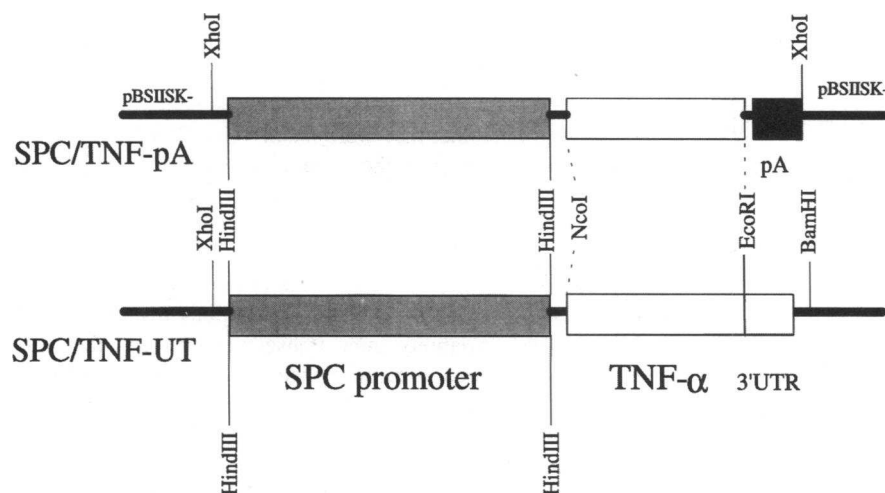 XhoI
XhoI
pBSIISK-
pBSIISK-
SPC/TNF-pA
pA
XhoI
HindIII
HindIII
NcoI
EcoRI
BamHI
SPC/TNF-UT
SPC promoter
TNF-α
3'UTR
HindIII
HindIII